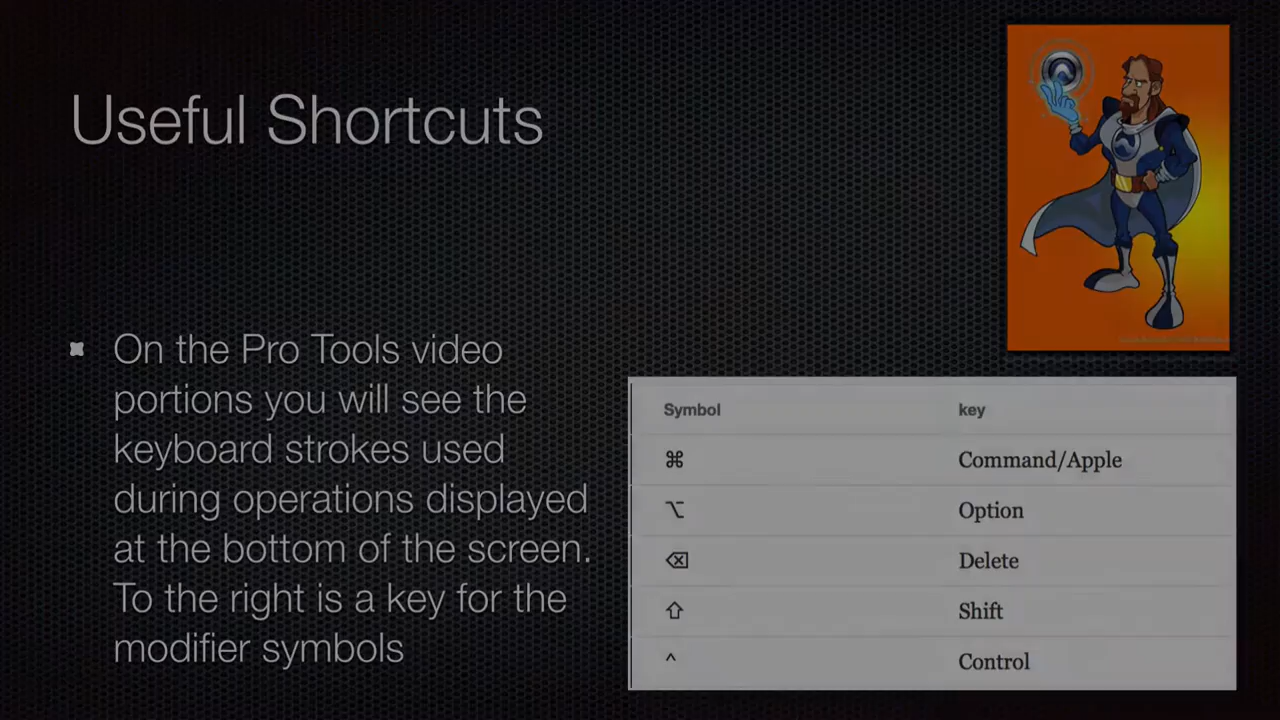 Useful Shortcuts
On the Pro Tools video
portions you will see the
keyboard strokes used
during operations displayed
at the bottom of the screen.
To the right is a key for the
modifier symbols
Symbol key
⌘ Command/Apple
⌥ Option
⌫ Delete
⇧ Shift
^ Control